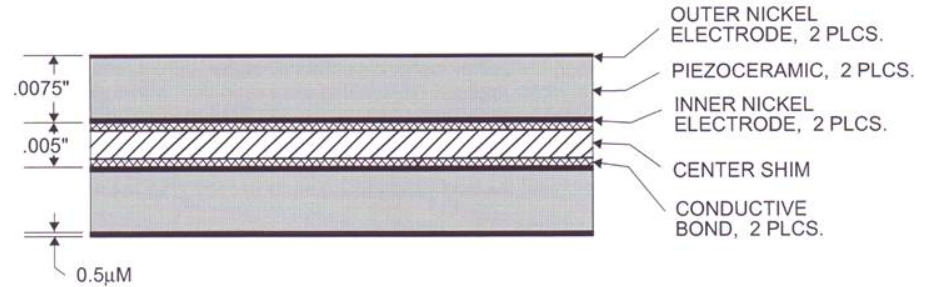 OUTER NICKEL
ELECTRODE, 2 PLCS.
.0075"
PIEZOCERAMIC, 2 PLCS.
INNER NICKEL
ELECTRODE, 2 PLCS.
.005"
CENTER SHIM
CONDUCTIVE
BOND, 2 PLCS.
0.5µM